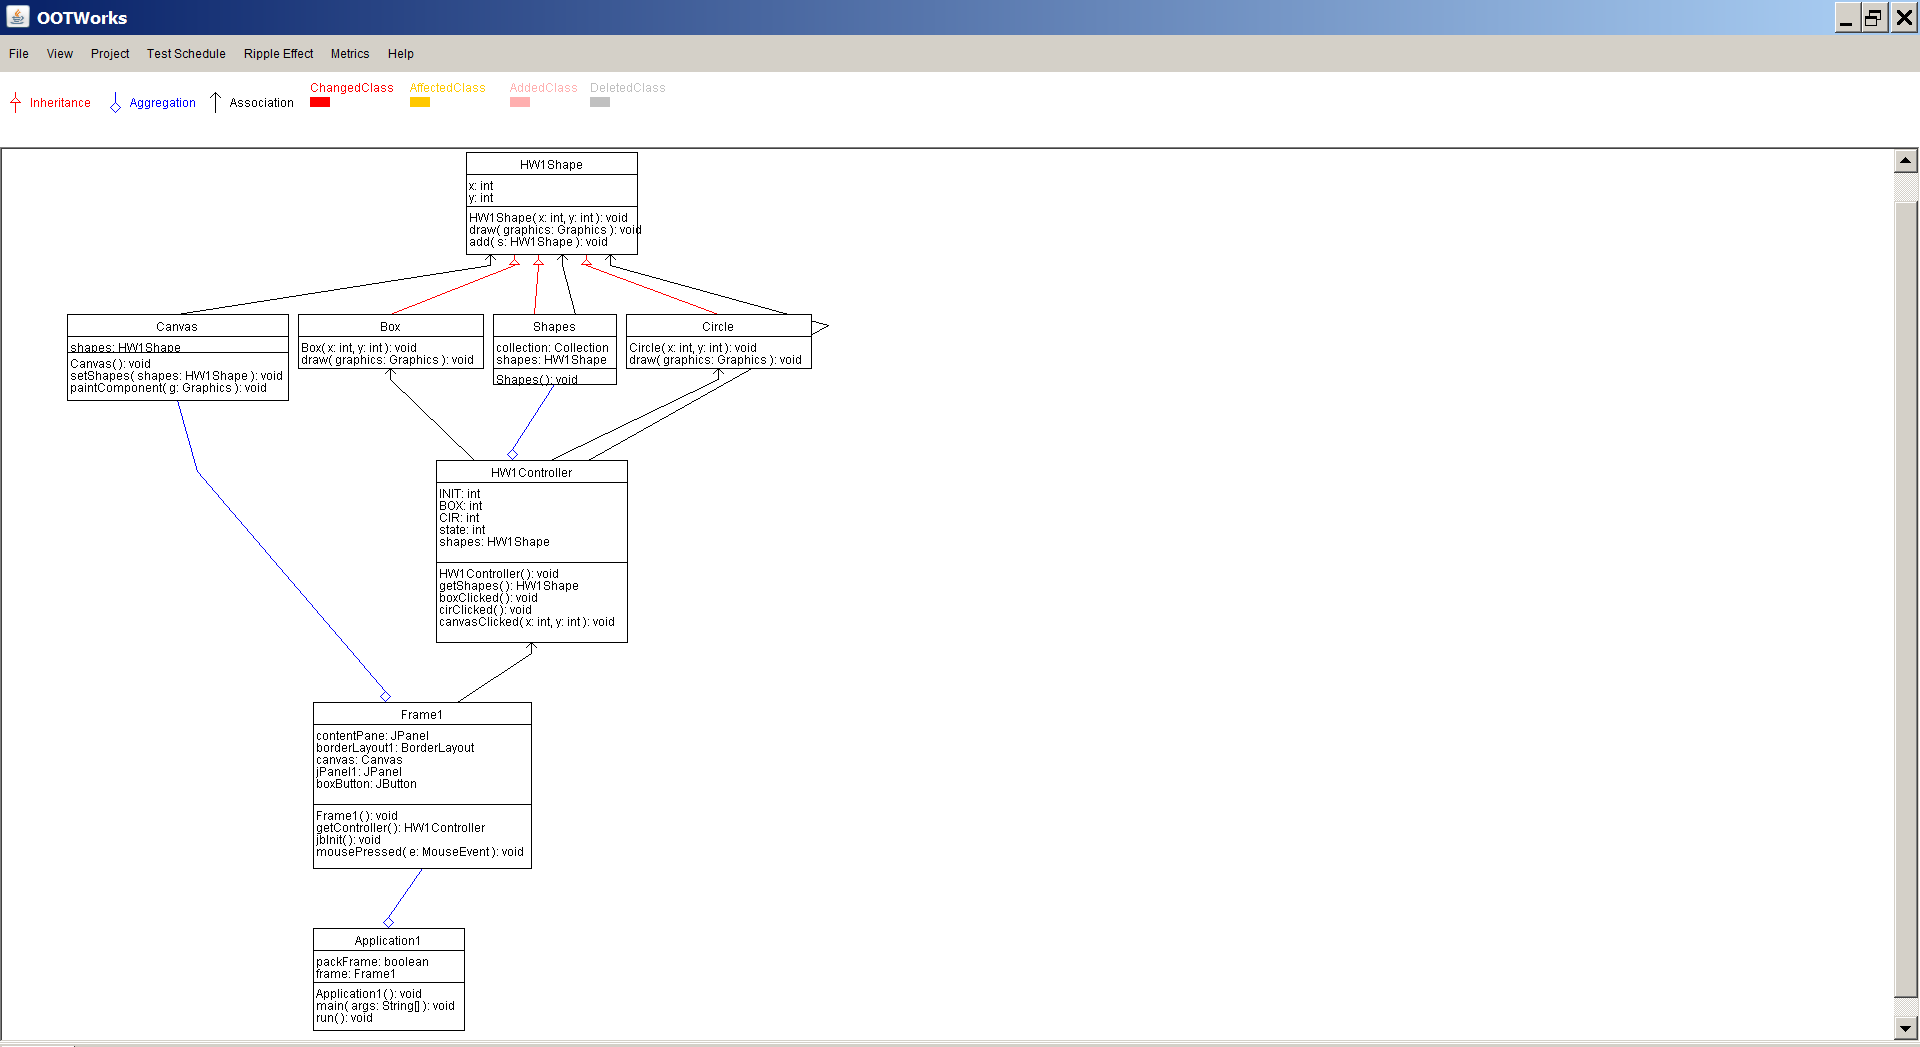 OOTWorks
File View Project Test Schedule Ripple Effect Metrics Help
Inheritance Aggregation Association ChangedClass AffectedClass AddedClass DeletedClass
HW1Shape
x: int
y: int
HW1Shape( x: int, y: int ): void
draw( graphics: Graphics ): void
add( s: HW1Shape ): void
Canvas
shapes: HW1Shape
Canvas( ): void
setShapes( shapes: HW1Shape ): void
paintComponent( g: Graphics ): void
Box
Box( x: int, y: int ): void
draw( graphics: Graphics ): void
Shapes
collection: Collection
shapes: HW1Shape
Shapes( ): void
Circle
Circle( x: int, y: int ): void
draw( graphics: Graphics ): void
HW1Controller
INIT: int
BOX: int
CIR: int
state: int
shapes: HW1Shape
HW1Controller( ): void
getShapes( ): HW1Shape
boxClicked( ): void
cirClicked( ): void
canvasClicked( x: int, y: int ): void
Frame1
contentPane: JPanel
borderLayout1: BorderLayout
canvas: Canvas
jPanel1: JPanel
boxButton: JButton
Frame1( ): void
getController( ): HW1Controller
jbInit( ): void
mousePressed( e: MouseEvent ): void
Application1
packFrame: boolean
frame: Frame1
Application1( ): void
main( args: String[] ): void
run( ): void